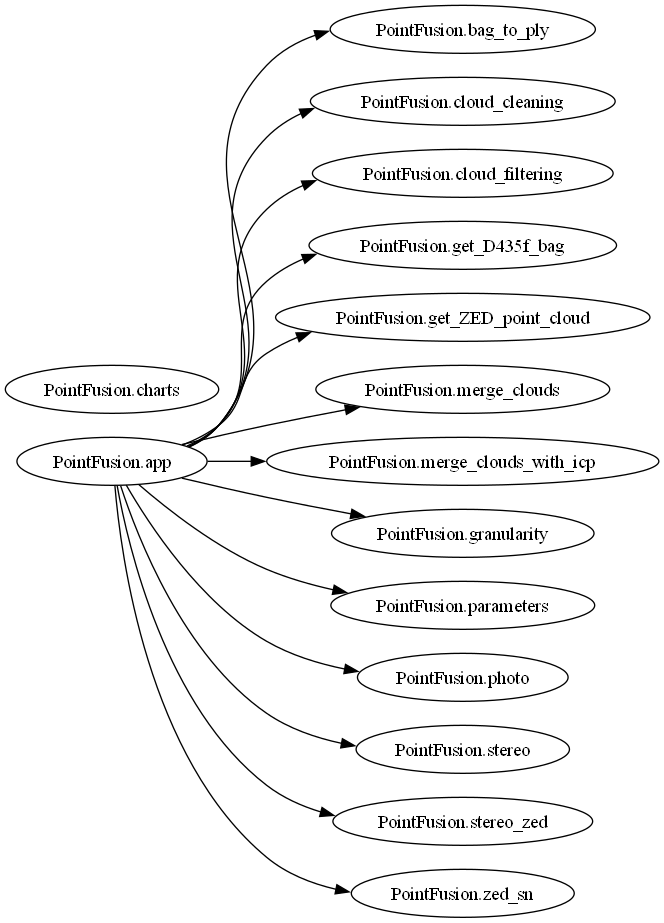 PointFusion.bag_to_ply
PointFusion.cloud_cleaning
PointFusion.cloud_filtering
PointFusion.get_D435f_bag
PointFusion.get_ZED_point_cloud
PointFusion.charts
PointFusion.merge_clouds
PointFusion.app
PointFusion.merge_clouds_with_icp
PointFusion.granularity
PointFusion.parameters
PointFusion.photo
PointFusion.stereo
PointFusion.stereo_zed
PointFusion.zed_sn